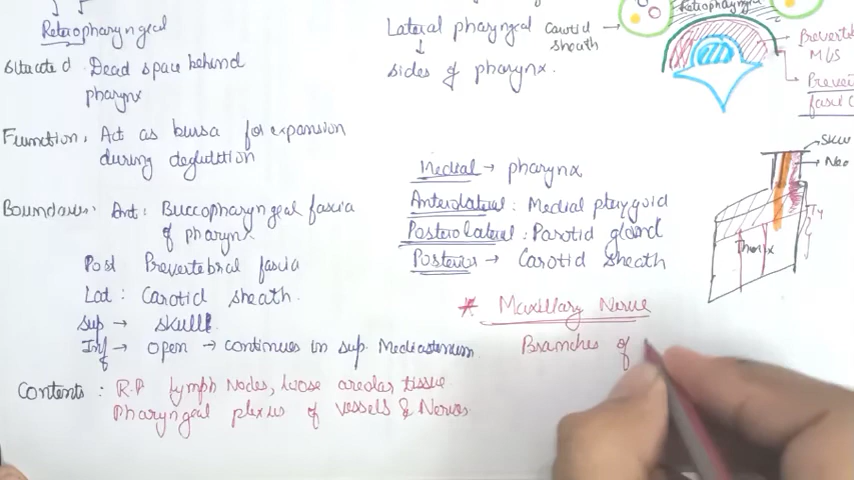 Retropharyngeal
Situated Dead space behind
pharynx
Function, Act as bursa for expansion
during deglutition
Boundaries: Ant: Buccopharyngeal fascia
of pharynx
Post Prevertebral fascia
Lat: Carotid sheath.
Sup → skull
Inf → open → continues in sup. Mediastenum
Contents: R.P lymph Nodes, loose areolar tissue
Pharyngeal plexus of vessels & Nerves
Lateral pharyngeal
sides of pharynx.
Medial → pharynx
Anterolateral: Medial pterygoid
Posterolateral: Parotid gland
Posterior → Carotid sheath
* Maxillary Nerve
Branches of
Carotid
sheath
Retropharyngeal
Preverte
M/S
Preve
fascia
Skull
Thorax